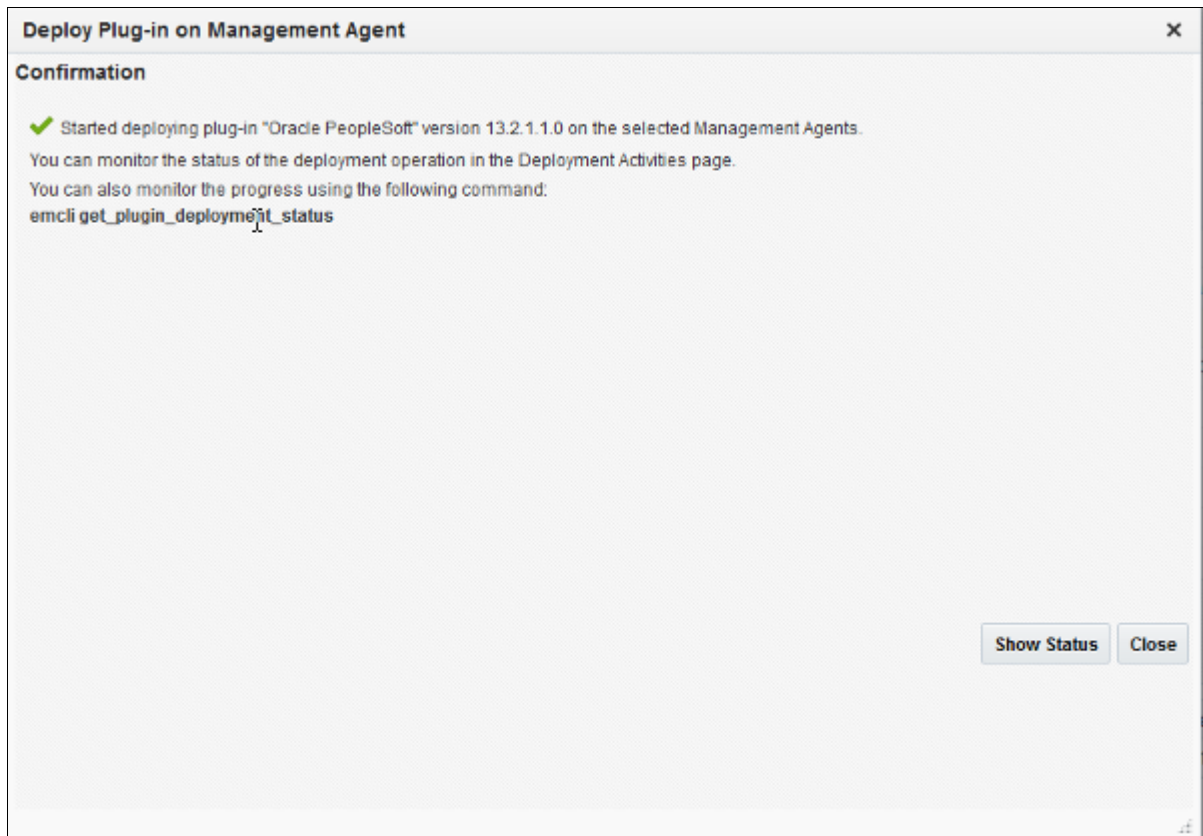 Deploy Plug-in on Management Agent
Confirmation
Started deploying plug-in "Oracle PeopleSoft" version 13.2.1.1.0 on the selected Management Agents.
You can monitor the status of the deployment operation in the Deployment Activities page.
You can also monitor the progress using the following command:
emcli get_plugin_deployment_status
Show Status Close